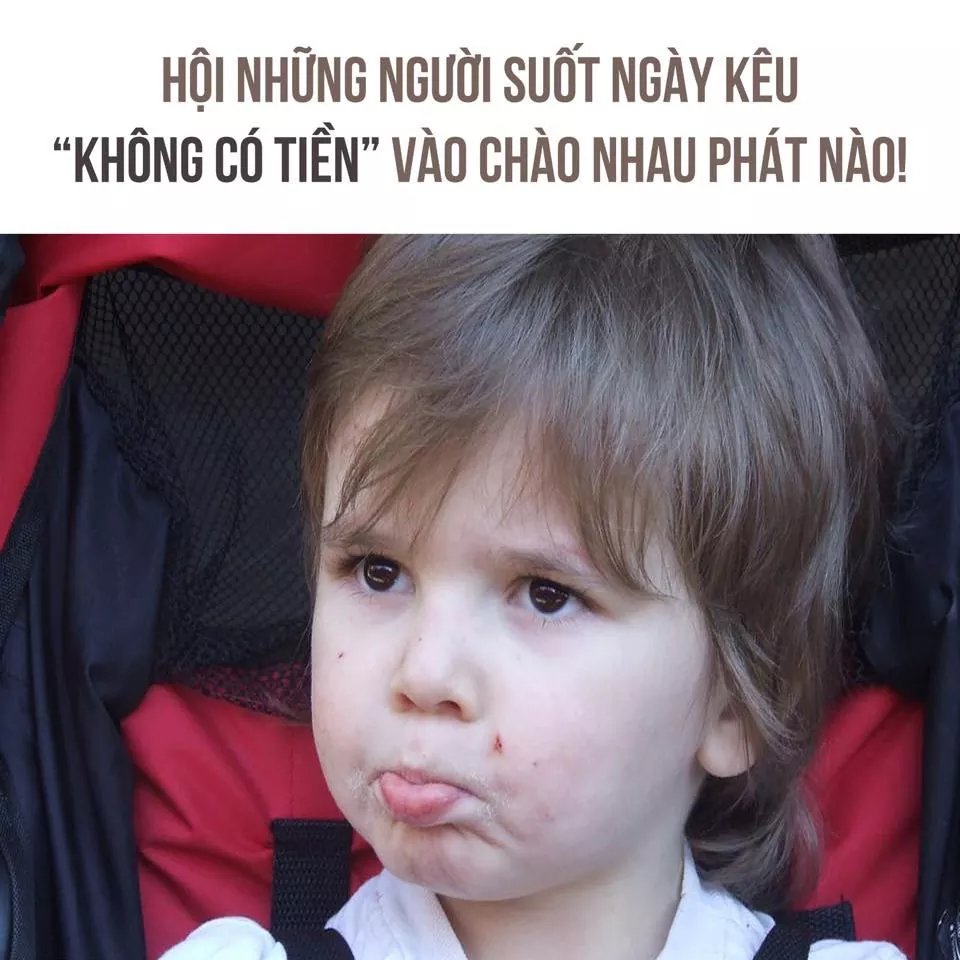 HỘI NHỮNG NGƯỜI SUỐT NGÀY KÊU
“KHÔNG CÓ TIỀN” VÀO CHÀO NHAU PHÁT NÀO!